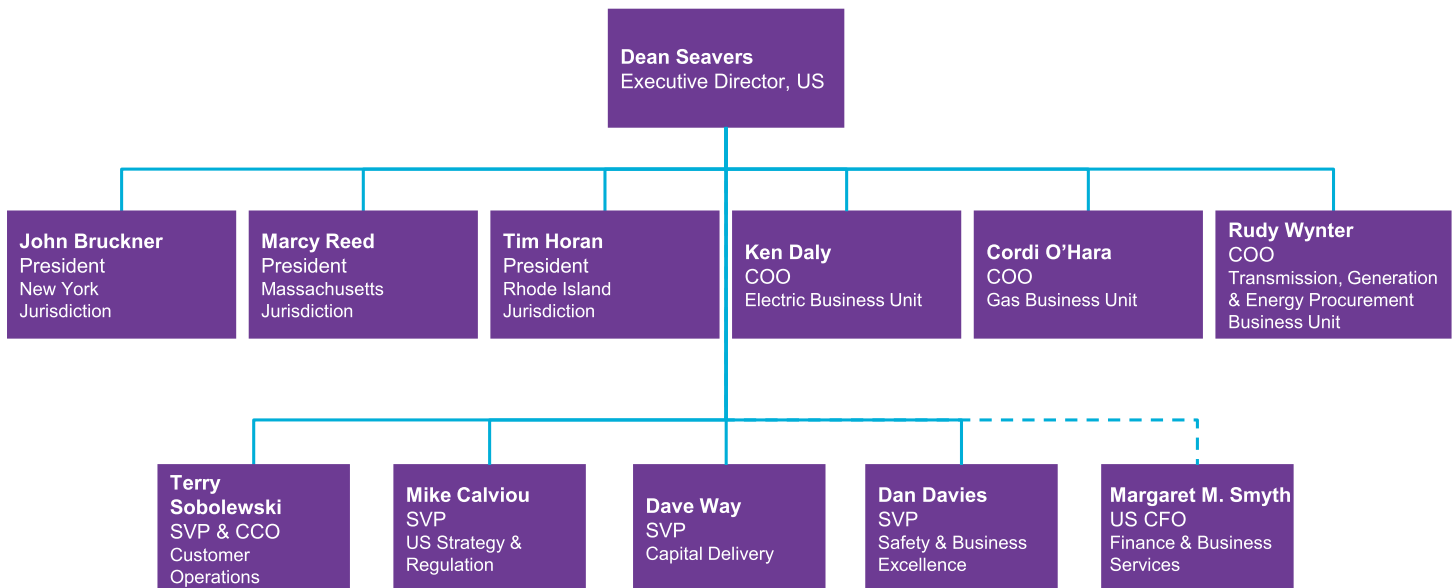 Dean Seavers
Executive Director, US
John Bruckner
President
New York
Jurisdiction
Marcy Reed
President
Massachusetts
Jurisdiction
Tim Horan
President
Rhode Island
Jurisdiction
Ken Daly
COO
Electric Business Unit
Cordi O’Hara
COO
Gas Business Unit
Rudy Wynter
COO
Transmission, Generation
& Energy Procurement
Business Unit
Terry
Sobolewski
SVP & CCO
Customer
Operations
Mike Calviou
SVP
US Strategy &
Regulation
Dave Way
SVP
Capital Delivery
Dan Davies
SVP
Safety & Business
Excellence
Margaret M. Smyth
US CFO
Finance & Business
Services